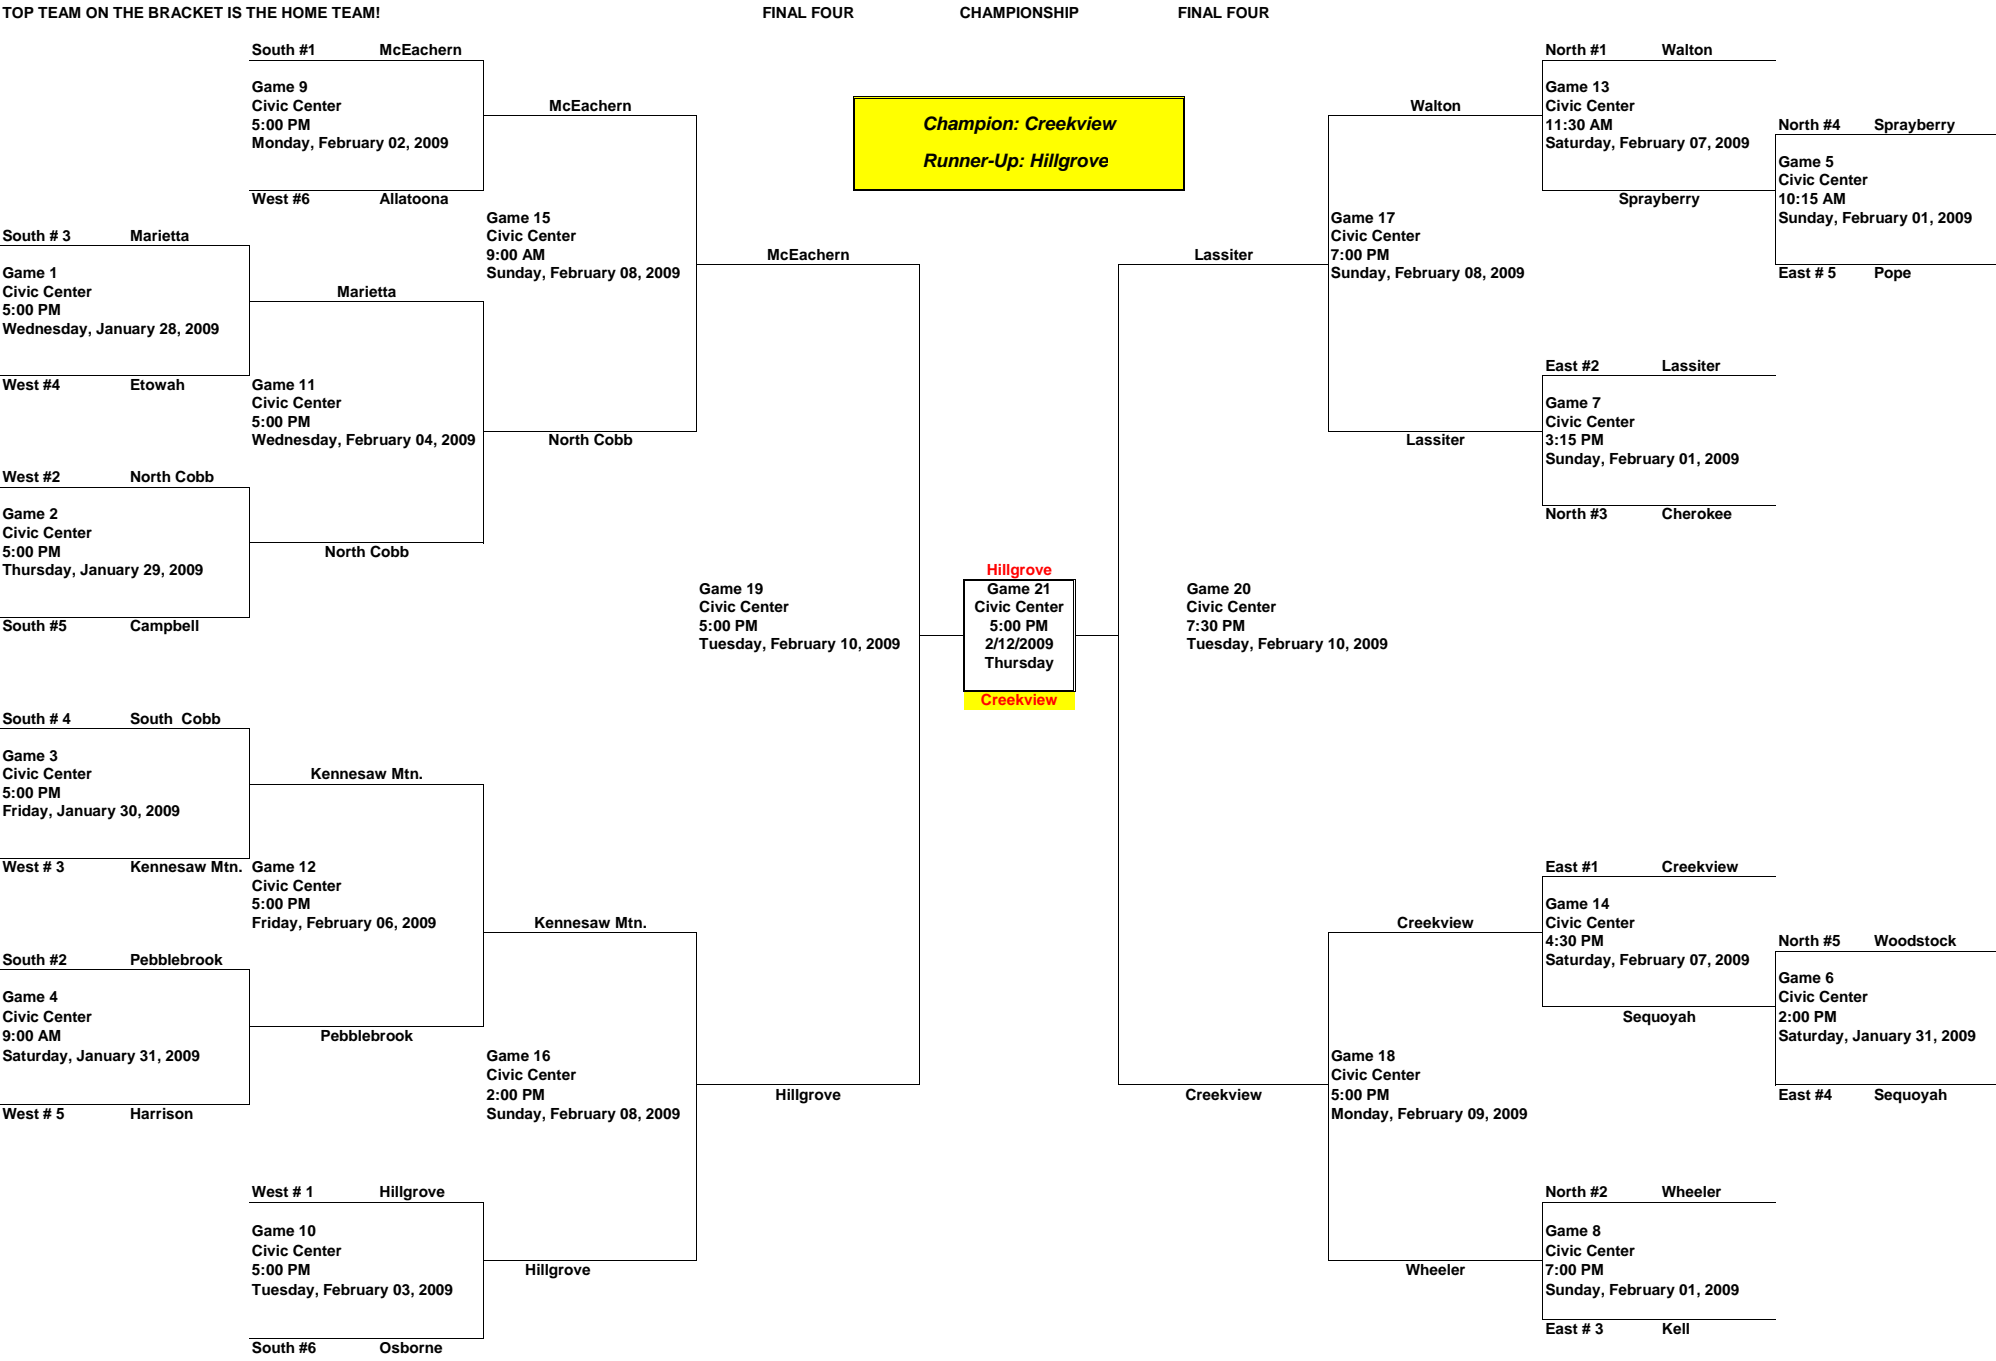 TOP TEAM ON THE BRACKET IS THE HOME TEAM!
FINAL FOUR
CHAMPIONSHIP
FINAL FOUR
South #1 McEachern
Game 9
Civic Center
5:00 PM
Monday, February 02, 2009
West #6 Allatoona
McEachern
South # 3 Marietta
Game 1
Civic Center
5:00 PM
Wednesday, January 28, 2009
West #4 Etowah
Marietta
Game 15
Civic Center
9:00 AM
Sunday, February 08, 2009
McEachern
Game 11
Civic Center
5:00 PM
Wednesday, February 04, 2009
North Cobb
West #2 North Cobb
Game 2
Civic Center
5:00 PM
Thursday, January 29, 2009
South #5 Campbell
North Cobb
Game 19
Civic Center
5:00 PM
Tuesday, February 10, 2009
South # 4 South Cobb
Game 3
Civic Center
5:00 PM
Friday, January 30, 2009
West # 3 Kennesaw Mtn.
Kennesaw Mtn.
Game 12
Civic Center
5:00 PM
Friday, February 06, 2009
Kennesaw Mtn.
South #2 Pebblebrook
Game 4
Civic Center
9:00 AM
Saturday, January 31, 2009
West # 5 Harrison
Pebblebrook
Game 16
Civic Center
2:00 PM
Sunday, February 08, 2009
Hillgrove
West # 1 Hillgrove
Game 10
Civic Center
5:00 PM
Tuesday, February 03, 2009
South #6 Osborne
Hillgrove
Champion: Creekview
Runner-Up: Hillgrove
Hillgrove
Game 21
Civic Center
5:00 PM
2/12/2009
Thursday
Creekview
North #1 Walton
Game 13
Civic Center
11:30 AM
Saturday, February 07, 2009
Sprayberry
Walton
North #4 Sprayberry
Game 5
Civic Center
10:15 AM
Sunday, February 01, 2009
East # 5 Pope
Game 17
Civic Center
7:00 PM
Sunday, February 08, 2009
Lassiter
East #2 Lassiter
Game 7
Civic Center
3:15 PM
Sunday, February 01, 2009
North #3 Cherokee
Lassiter
Game 20
Civic Center
7:30 PM
Tuesday, February 10, 2009
East #1 Creekview
Game 14
Civic Center
4:30 PM
Saturday, February 07, 2009
Sequoyah
Creekview
North #5 Woodstock
Game 6
Civic Center
2:00 PM
Saturday, January 31, 2009
East #4 Sequoyah
Game 18
Civic Center
5:00 PM
Monday, February 09, 2009
Creekview
North #2 Wheeler
Game 8
Civic Center
7:00 PM
Sunday, February 01, 2009
East # 3 Kell
Wheeler